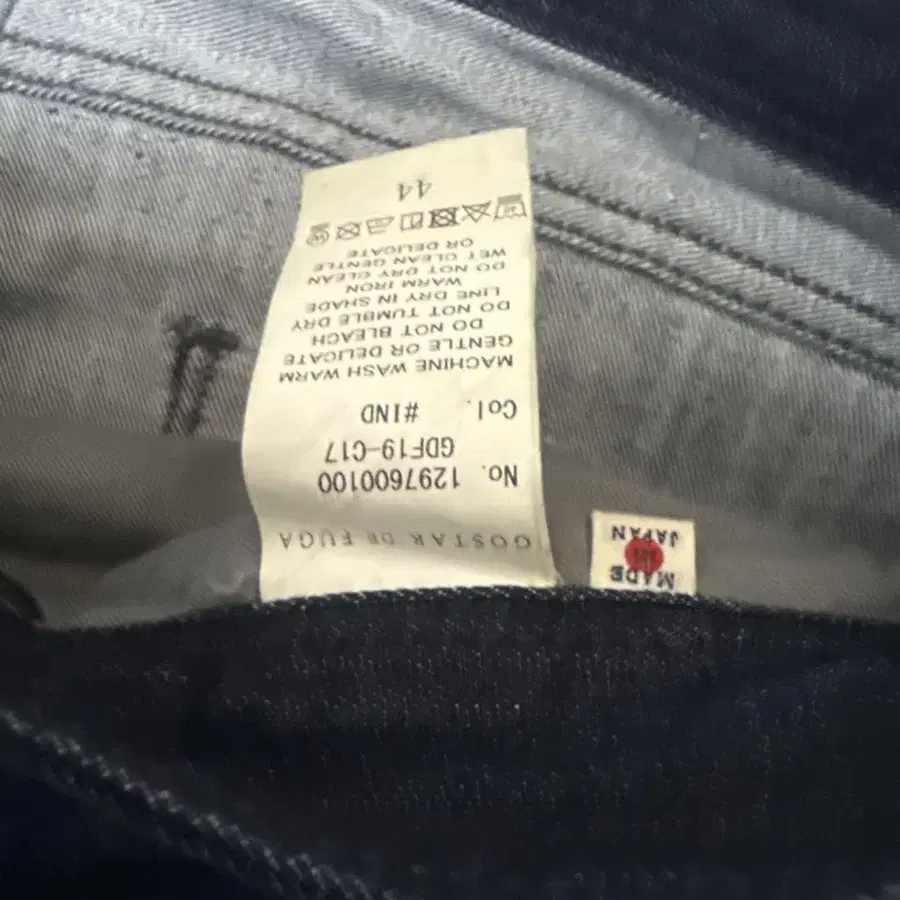 GOSTAR DE FUGA
No. 1297600100
GDF19-C17
Col. #IND
MACHINE WASH WARM
GENTLE OR DELICATE
DO NOT BLEACH
DO NOT TUMBLE DRY
LINE DRY IN SHADE
WARM IRON
DO NOT DRY CLEAN
WET CLEAN GENTLE
OR DELICATE
44
MADE
IN
JAPAN